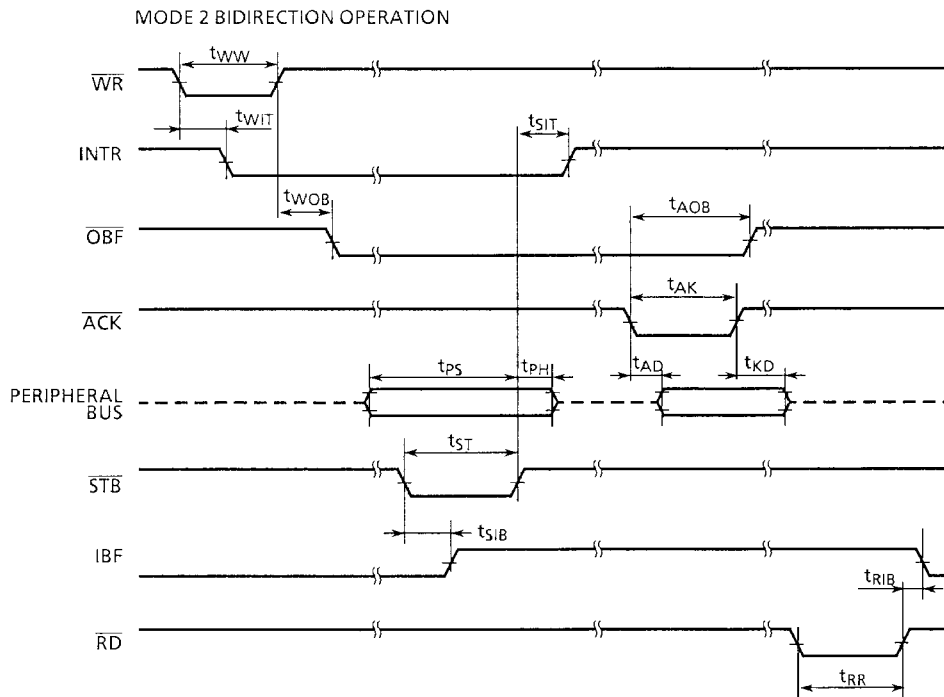 MODE 2 BIDIRECTION OPERATION
tWW
WR
tWIT
tSIT
INTR
tWOB
tAOB
OBF
tAK
ACK
tPS
tPH
tAD
tKD
PERIPHERAL
BUS
tST
STB
tSIB
IBF
tRIB
RD
tRR